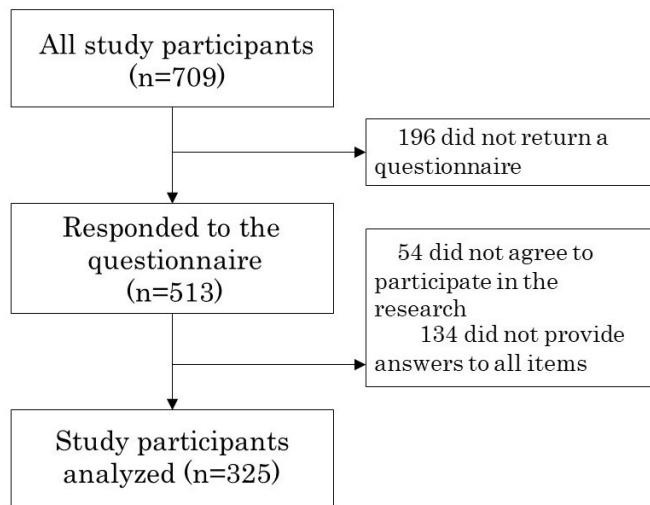 All study participants
(n=709)
196 did not return a
questionnaire
Responded to the
questionnaire
(n=513)
54 did not agree to
participate in the
research
134 did not provide
answers to all items
Study participants
analyzed (n=325)